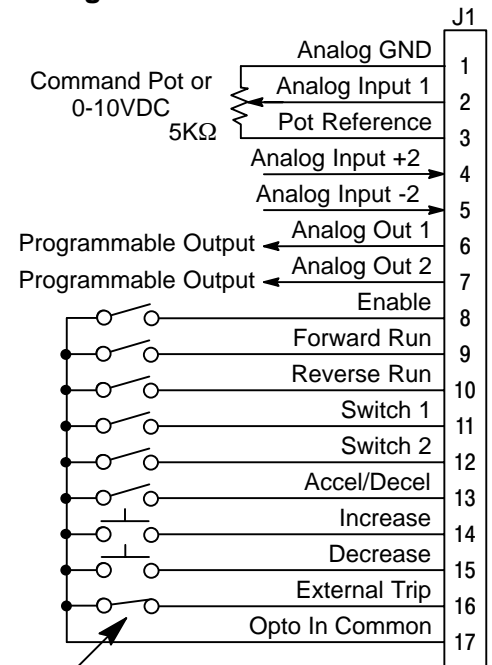 J1
Analog GND 1
Command Pot or
0-10VDC
5KΩ
Analog Input 1 2
Pot Reference 3
Analog Input +2 4
Analog Input -2 5
Programmable Output Analog Out 1 6
Programmable Output Analog Out 2 7
Enable 8
Forward Run 9
Reverse Run 10
Switch 1 11
Switch 2 12
Accel/Decel 13
Increase 14
Decrease 15
External Trip 16
Opto In Common 17